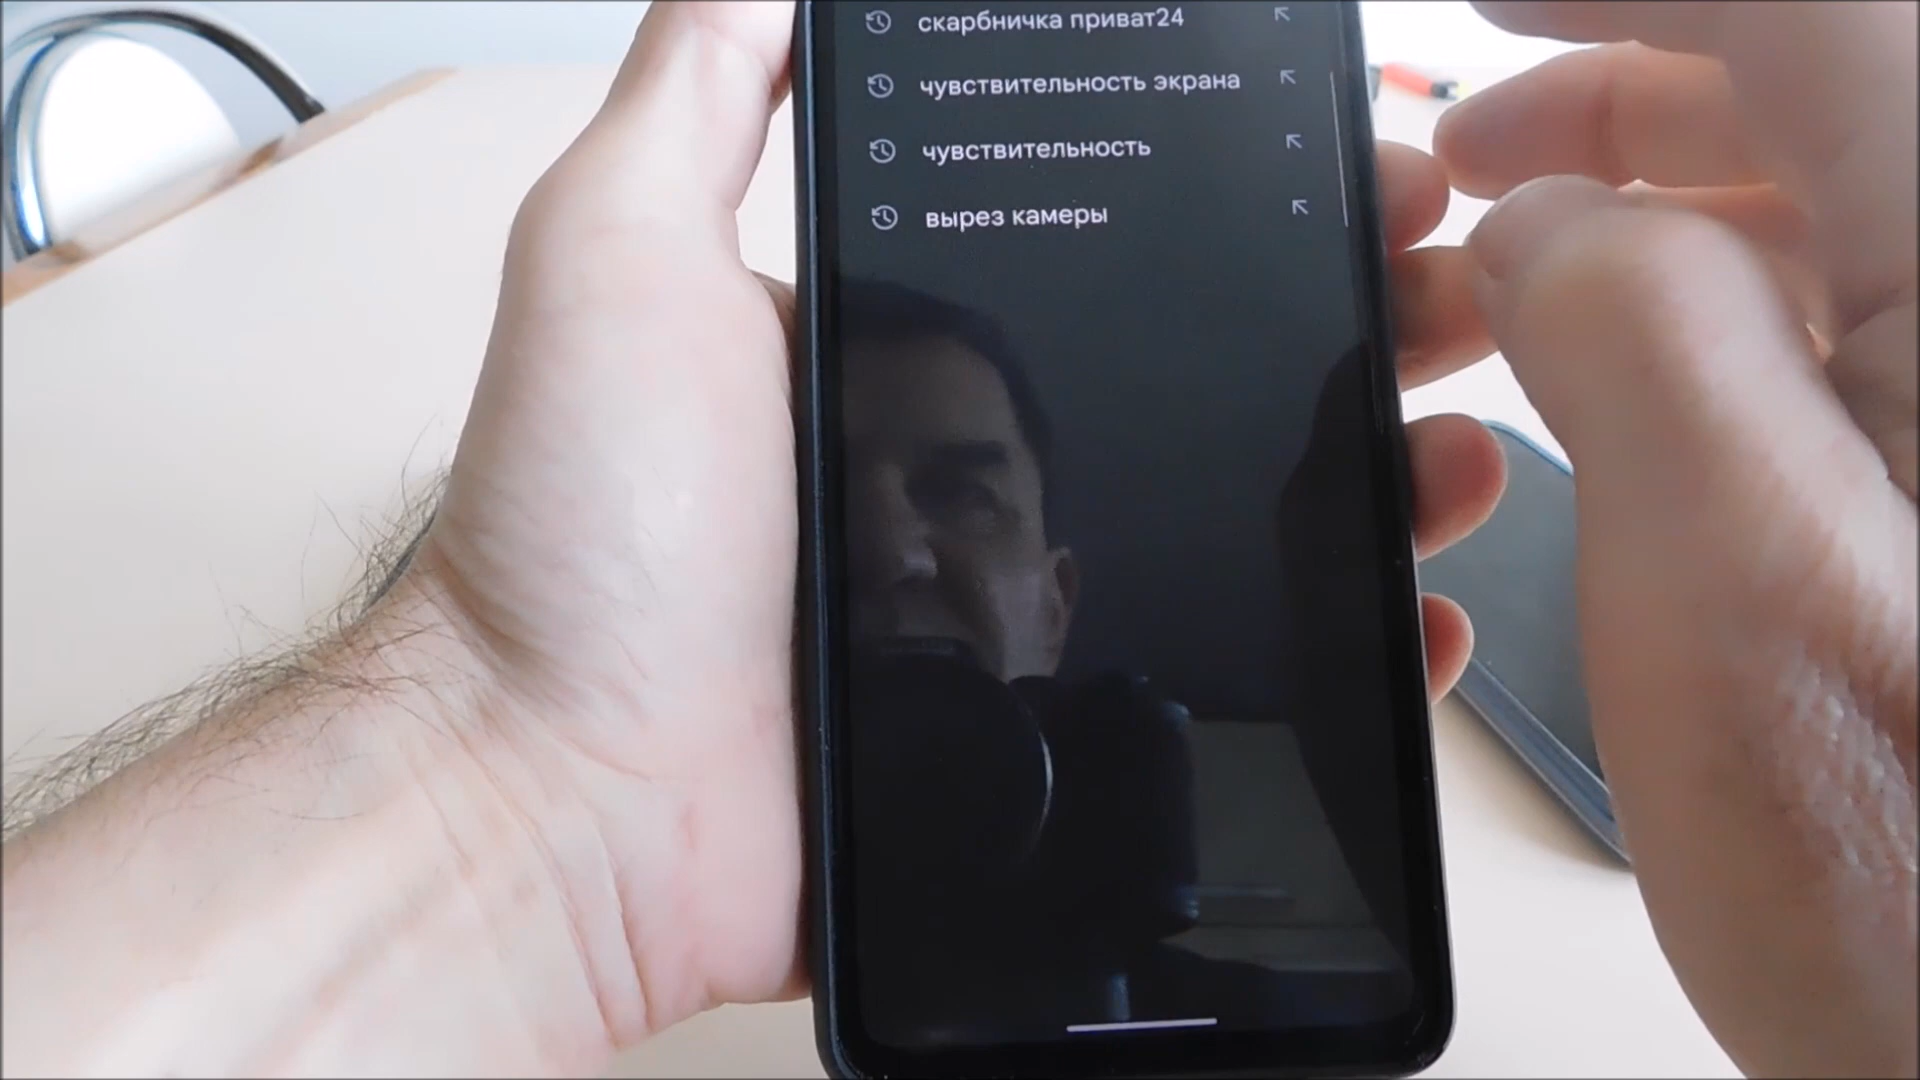 скарбничка приват24
чувствительность экрана
чувствительность
вырез камеры